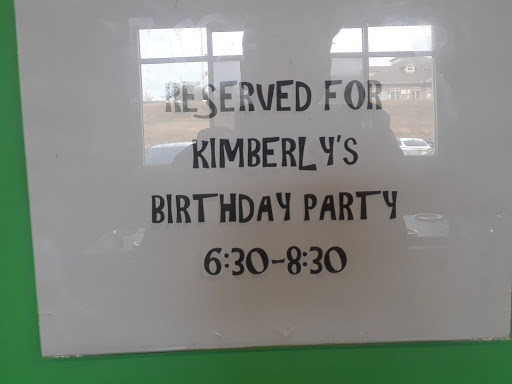 RESERVED FOR
KIMBERLY'S
BIRTHDAY PARTY
6:30-8:30